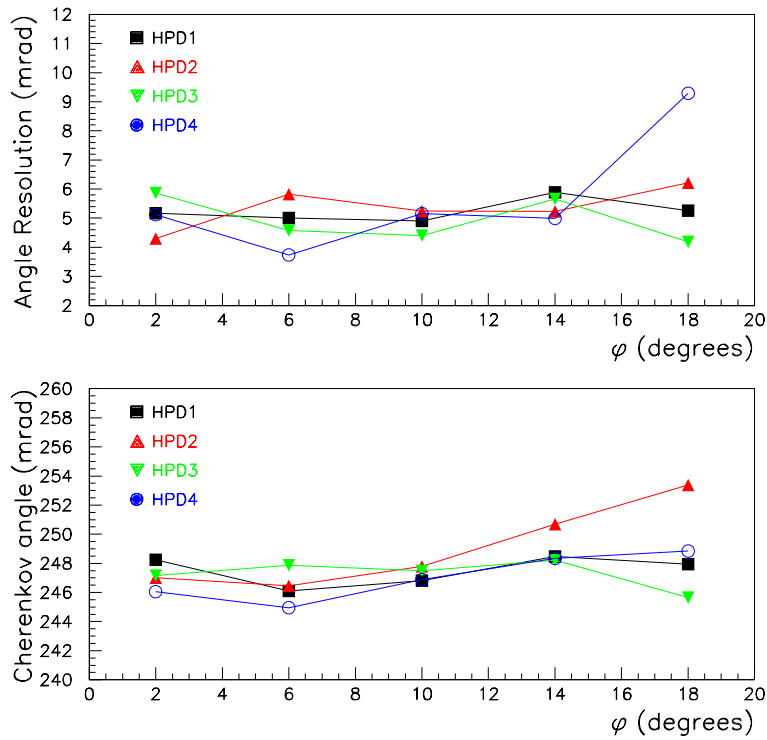 Angle Resolution (mrad)
12
11
10
9
8
7
6
5
4
3
2
HPD1
HPD2
HPD3
HPD4
0 2 4 6 8 10 12 14 16 18 20
φ (degrees)
Cherenkov angle (mrad)
260
258
256
254
252
250
248
246
244
242
240
HPD1
HPD2
HPD3
HPD4
0 2 4 6 8 10 12 14 16 18 20
φ (degrees)